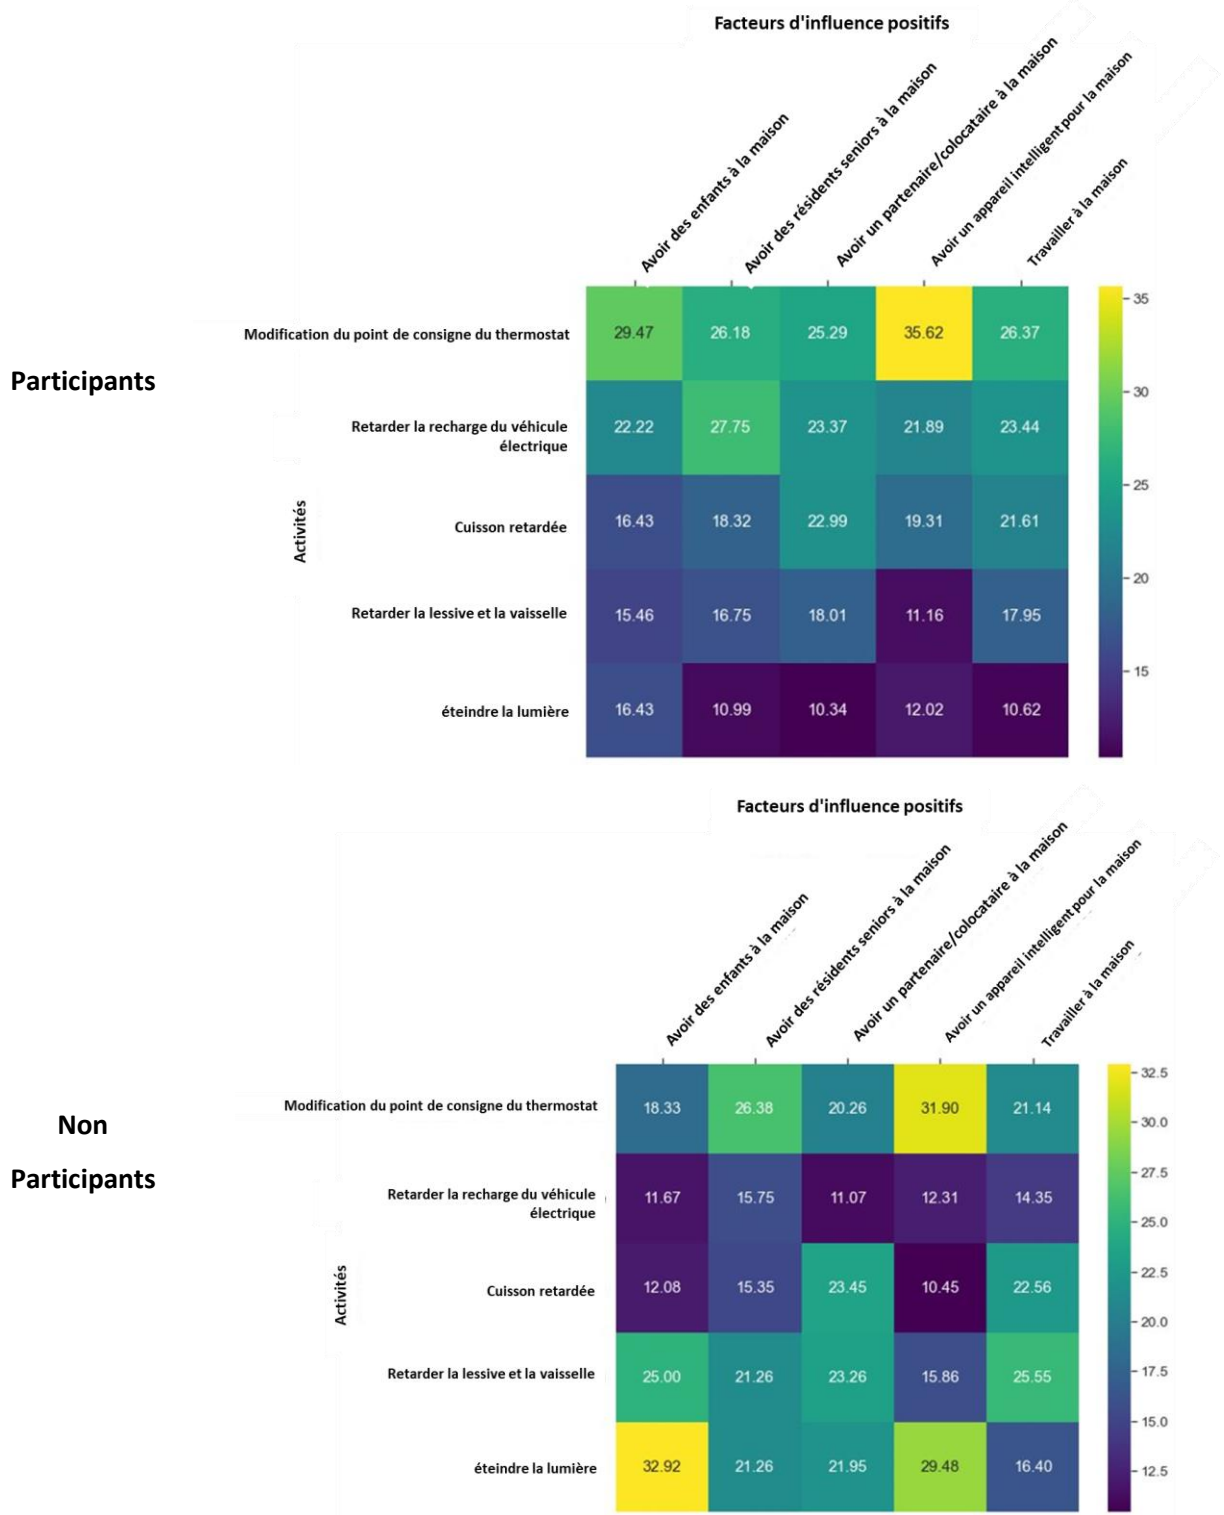 Facteurs d'influence positifs
Avoir des enfants à la maison
Avoir des résidents seniors à la maison
Avoir un partenaire/colocataire à la maison
Avoir un appareil intelligent pour la maison
Travailler à la maison
Participants
Activités
Modification du point de consigne du thermostat
29.47 26.18 25.29 35.62 26.37
Retarder la recharge du véhicule
électrique
22.22 27.75 23.37 21.89 23.44
Cuisson retardée
16.43 18.32 22.99 19.31 21.61
Retarder la lessive et la vaisselle
15.46 16.75 18.01 11.16 17.95
éteindre la lumière
16.43 10.99 10.34 12.02 10.62
35
30
25
20
15
Facteurs d'influence positifs
Avoir des enfants à la maison
Avoir des résidents seniors à la maison
Avoir un partenaire/colocataire à la maison
Avoir un appareil intelligent pour la maison
Travailler à la maison
Non
Participants
Activités
Modification du point de consigne du thermostat
18.33 26.38 20.26 31.90 21.14
Retarder la recharge du véhicule
électrique
11.67 15.75 11.07 12.31 14.35
Cuisson retardée
12.08 15.35 23.45 10.45 22.56
Retarder la lessive et la vaisselle
25.00 21.26 23.26 15.86 25.55
éteindre la lumière
32.92 21.26 21.95 29.48 16.40
32.5
30.0
27.5
25.0
22.5
20.0
17.5
15.0
12.5